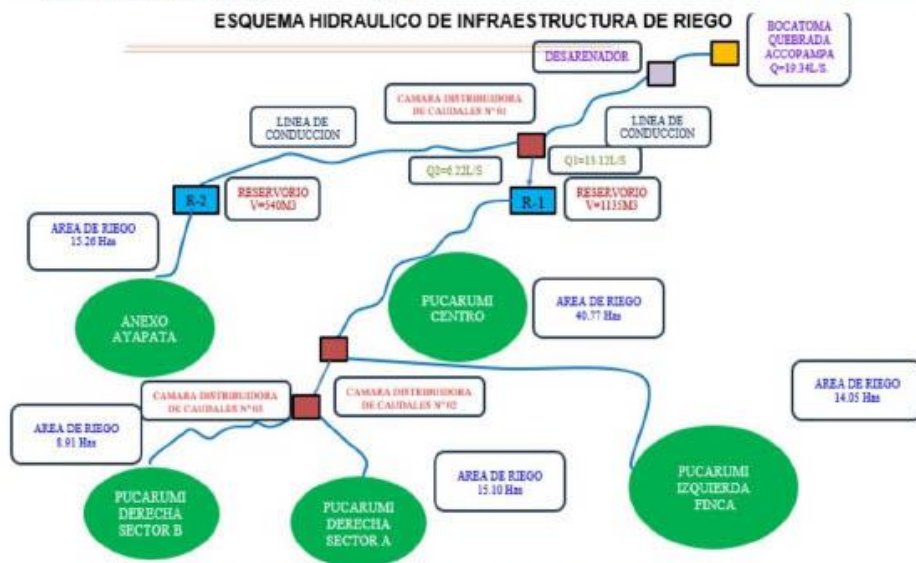 ESQUEMA HIDRAULICO DE INFRAESTRUCTURA DE RIEGO
BOCATOMA
QUEBRADA
ACCOPAMPA
Q=19.34L/S.
DESARENADOR
CAMARA DISTRIBUIDORA
DE CAUDALES Nº 01
LINEA DE
CONDUCCION
LINEA DE
CONDUCCION
Q2=6.22L/S
Q1=13.12L/S
R-2
RESERVORIO
V=540M3
R-1
RESERVORIO
V=1135M3
AREA DE RIEGO
15.26 Has
ANEXO
AYAPATA
PUCARUMI
CENTRO
AREA DE RIEGO
40.77 Has
CAMARA DISTRIBUIDORA
DE CAUDALES Nº 03
CAMARA DISTRIBUIDORA
DE CAUDALES Nº 02
AREA DE RIEGO
14.05 Has
AREA DE RIEGO
8.91 Has
AREA DE RIEGO
15.10 Has
PUCARUMI
DERECHA
SECTOR B
PUCARUMI
DERECHA
SECTOR A
PUCARUMI
IZQUIERDA
FINCA